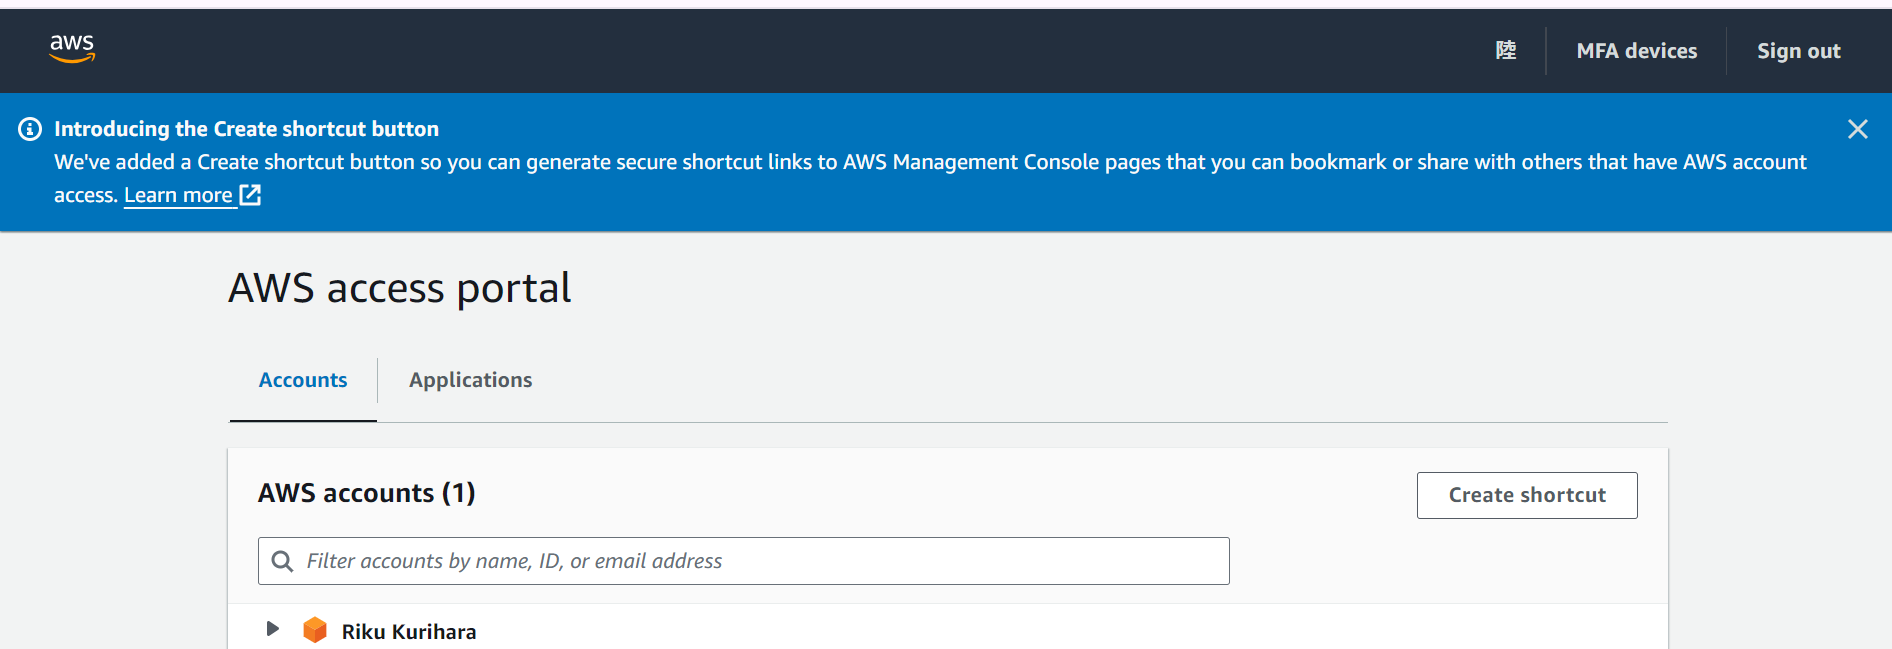 aws
陸
MFA devices
Sign out
Introducing the Create shortcut button
We've added a Create shortcut button so you can generate secure shortcut links to AWS Management Console pages that you can bookmark or share with others that have AWS account
access. Learn more
AWS access portal
Accounts
Applications
AWS accounts (1)
Create shortcut
Filter accounts by name, ID, or email address
Riku Kurihara